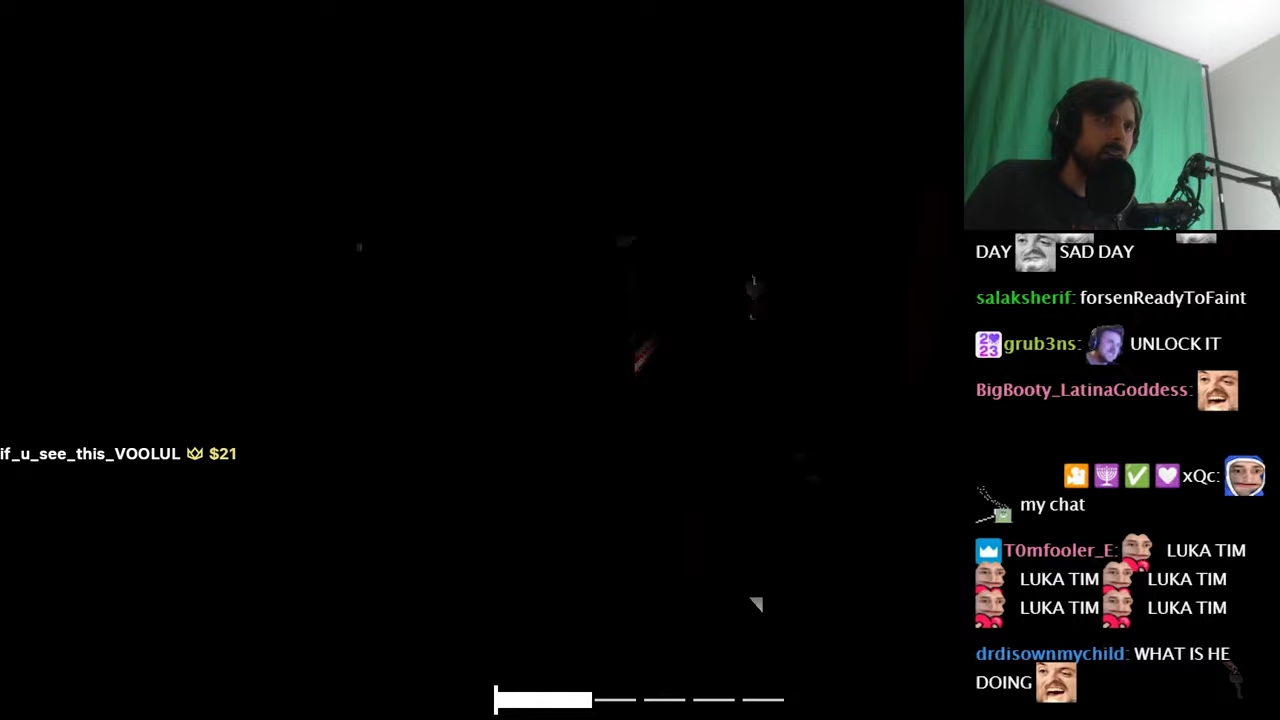 DAY SAD DAY
salaksherif: forsenReadyToFaint
grub3ns: UNLOCK IT
BigBooty_LatinaGoddess:
if_u_see_this_VOOLUL $21
xQc:
my chat
T0mfooler_E: LUKA TIM
LUKA TIM LUKA TIM
LUKA TIM LUKA TIM
drdisownmychild: WHAT IS HE
DOING